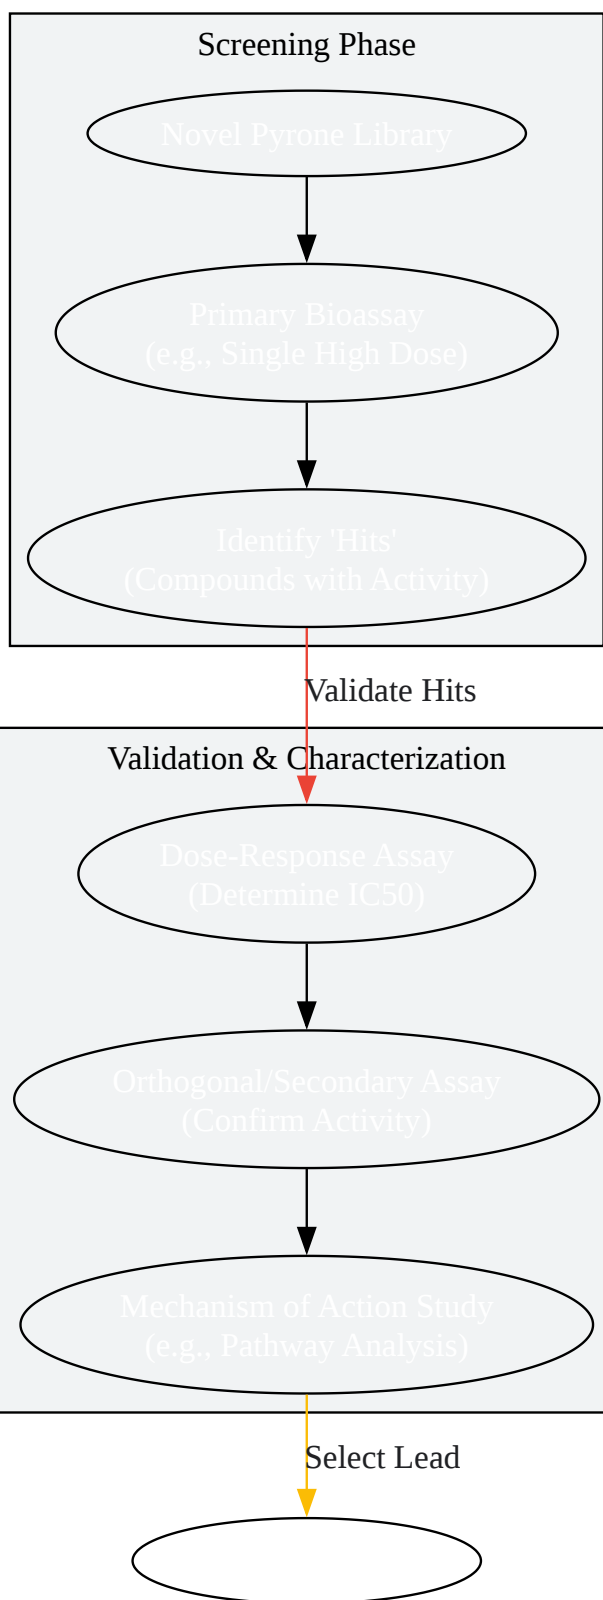 Screening Phase
Novel Pyrone Library
Primary Bioassay
(e.g., Single High Dose)
Identify 'Hits'
(Compounds with Activity)
Validate Hits
Validation & Characterization
Dose-Response Assay
(Determine IC50)
Orthogonal/Secondary Assay
(Confirm Activity)
Mechanism of Action Study
(e.g., Pathway Analysis)
Select Lead